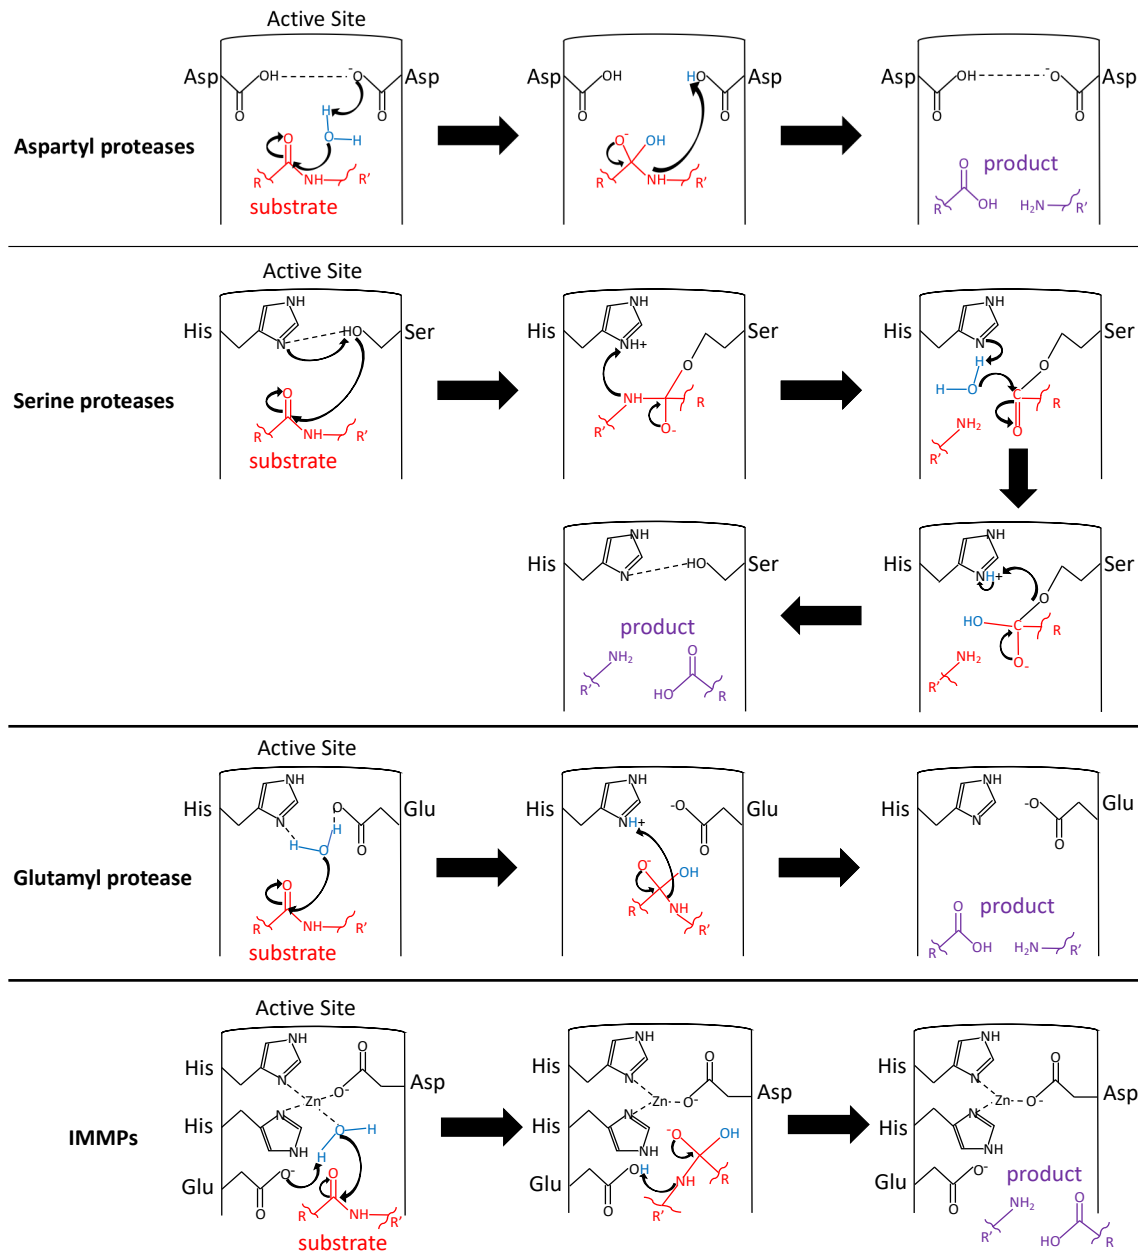 Active Site
Asp OH -O Asp
O O
H
O H
O
R NH R'
substrate
Asp OH HO Asp
O O
O- OH
R NH R'
Asp OH -O Asp
O O
product
O
R OH H2N R'
Aspartyl proteases
Active Site
NH
His N HO Ser
O
R NH R'
substrate
NH
His NH+ Ser
O
NH R
R' O-
NH
His N Ser
H O
H O C
R
NH2 O
R'
Serine proteases
NH
His N HO Ser
product
NH2 O
R' HO R
NH
His NH+ Ser
O
HO C
R
NH2 O-
R'
Active Site
NH
His N O Glu
H H O
O
O
R NH R'
substrate
NH
His NH+ -O Glu
O
O- OH
R NH
R'
NH
His N -O Glu
O
product
O
R OH H2N R'
Glutamyl protease
Active Site
NH
His N O
O- Asp
Zn
His N O H
NH H
Glu O- O
O
R NH R'
substrate
NH
His N O
Zn O- Asp
His N
NH O- OH
Glu OH R
O NH
R'
NH
His N O
Zn O- Asp
His N
NH
Glu O-
O product
NH2 O
R' HO R
IMMPs